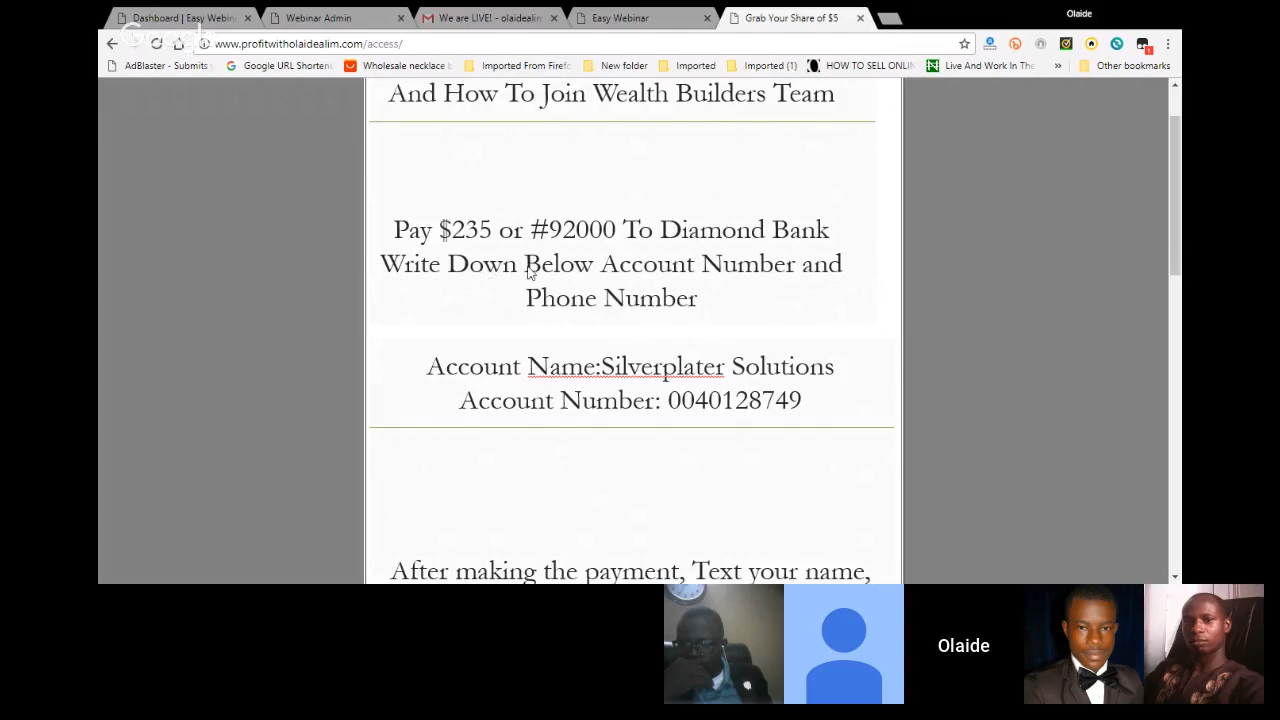 Olaide
Dashboard | Easy Webin
Webinar Admin
We are LIVE! - olaidealim
Easy Webinar
Grab Your Share of $5
www.profitwitholaidealim.com/access/
Google
AdBlaster - Submits
Google URL Shortene
Wholesale necklace b
Imported From Firefo
New folder
Imported
Imported (1)
HOW TO SELL ONLI
Live And Work In The
»
Other bookmarks
And How To Join Wealth Builders Team
Pay $235 or #92000 To Diamond Bank
Write Down Below Account Number and
Phone Number
Account Name:Silverplater Solutions
Account Number: 0040128749
After making the payment, Text your name,
Olaide